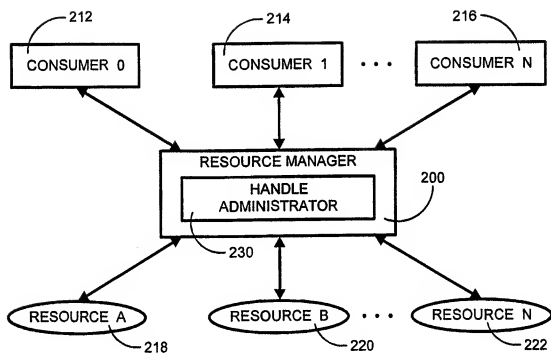 212
214
216
CONSUMER 0
CONSUMER 1
• • •
CONSUMER N
RESOURCE MANAGER
HANDLE
ADMINISTRATOR
200
230
RESOURCE A
RESOURCE B
• • •
RESOURCE N
218
220
222